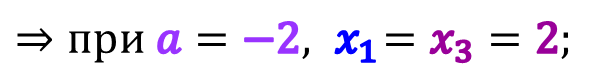 ⇒ при a = −2, x₁ = x₃ = 2;